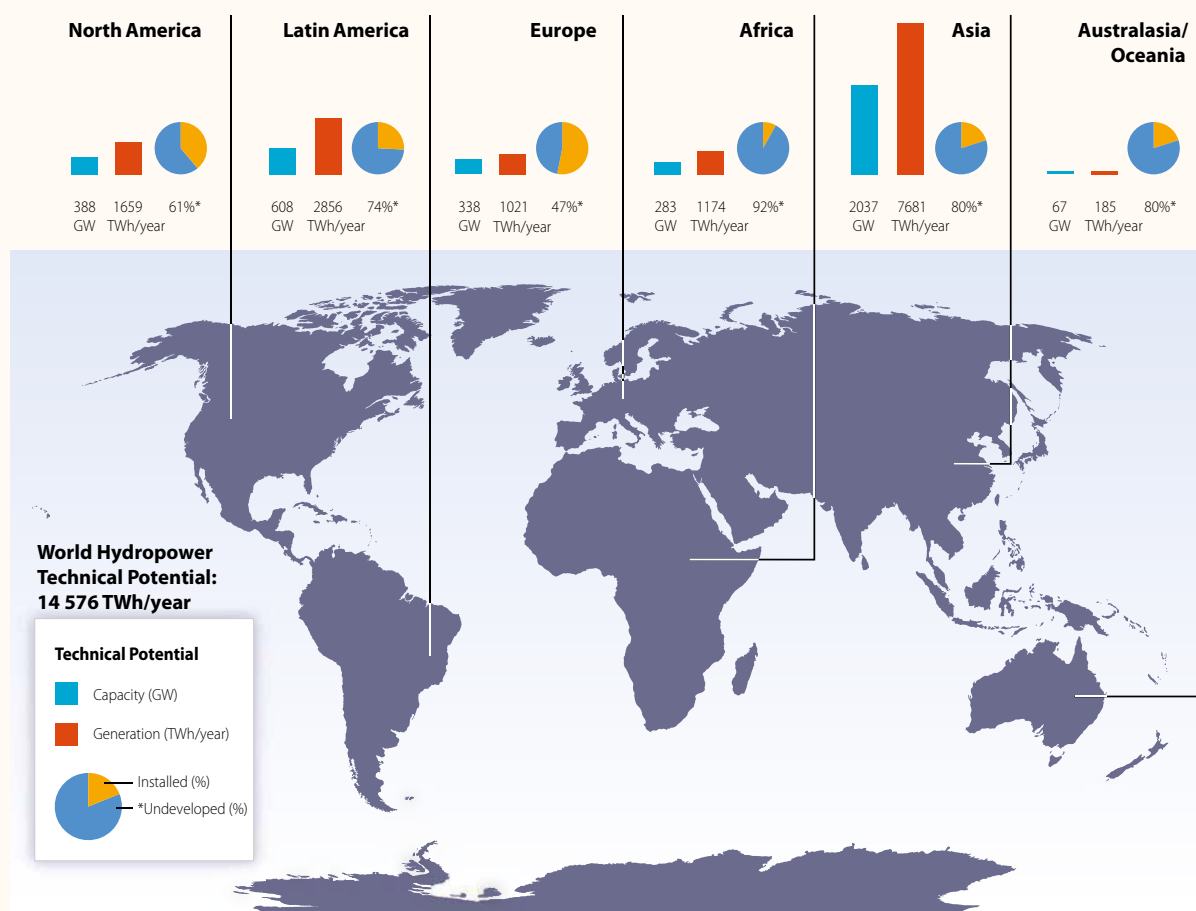 North America
388
GW
1659
TWh/year
61%*
Latin America
608
GW
2856
TWh/year
74%*
Europe
338
GW
1021
TWh/year
47%*
Africa
283
GW
1174
TWh/year
92%*
Asia
2037
GW
7681
TWh/year
80%*
Australasia/
Oceania
67
GW
185
TWh/year
80%*
World Hydropower
Technical Potential:
14 576 TWh/year
Technical Potential
Capacity (GW)
Generation (TWh/year)
Installed (%)
*Undeveloped (%)